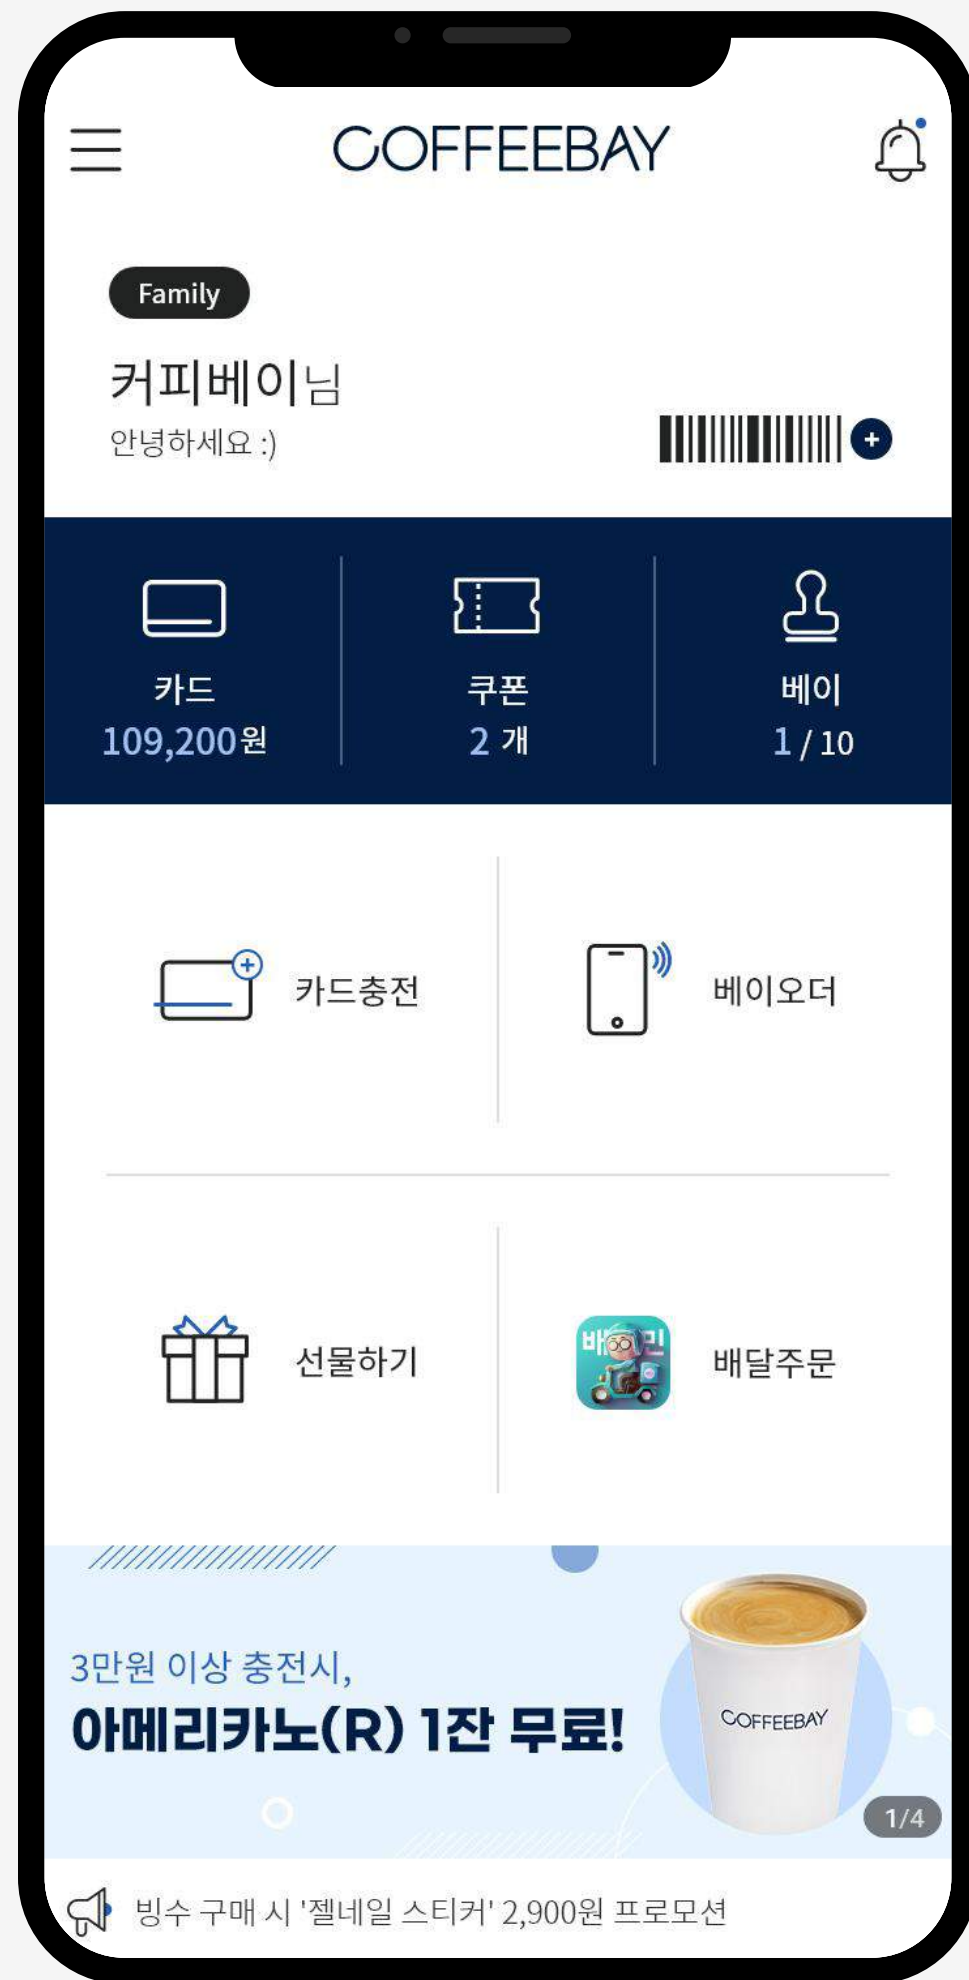 COFFEEBAY
Family
커피베이님
안녕하세요 :)
카드
109,200원
쿠폰
2 개
베이
1 / 10
카드충전
베이오더
선물하기
배달주문
3만원 이상 충전시,
아메리카노(R) 1잔 무료!
COFFEEBAY
1/4
빙수 구매 시 '젤네일 스티커' 2,900원 프로모션